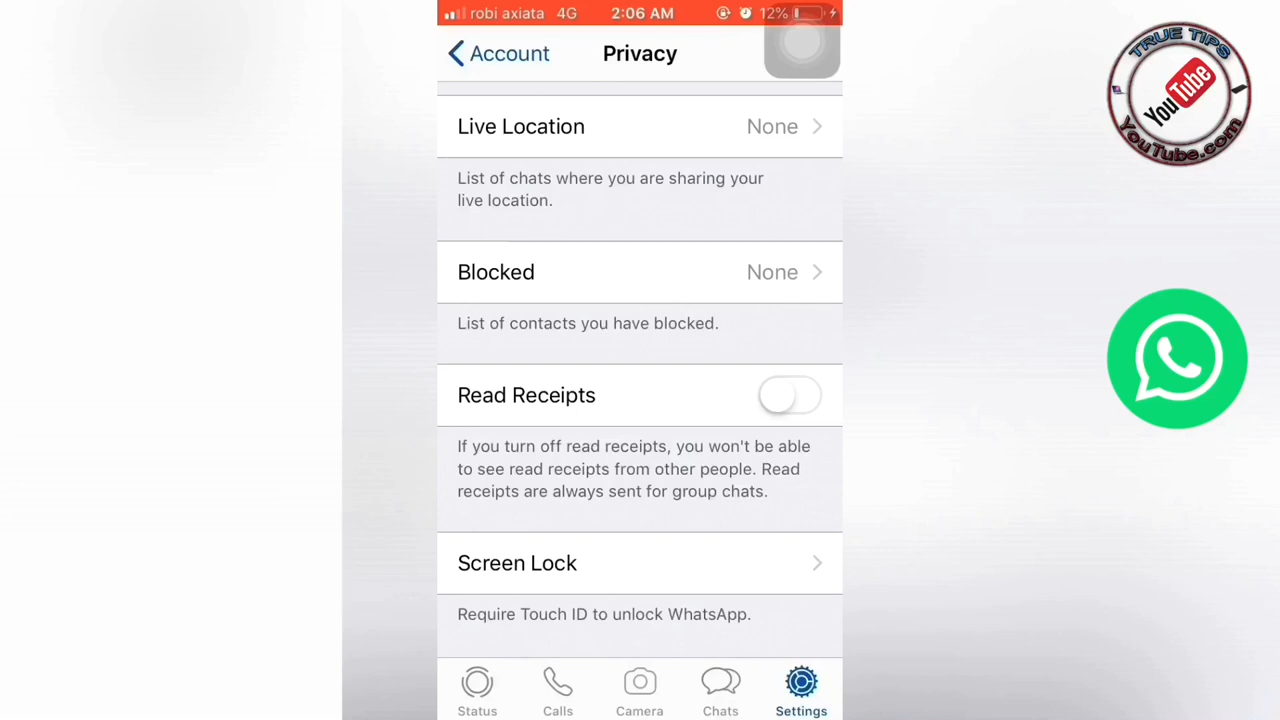 robi axiata 4G 2:06 AM 12%
Account Privacy
Live Location None
List of chats where you are sharing your
live location.
Blocked None
List of contacts you have blocked.
Read Receipts
If you turn off read receipts, you won't be able
to see read receipts from other people. Read
receipts are always sent for group chats.
Screen Lock
Require Touch ID to unlock WhatsApp.
Status Calls Camera Chats Settings
TRUE TIPS
YouTube
YouTube.com